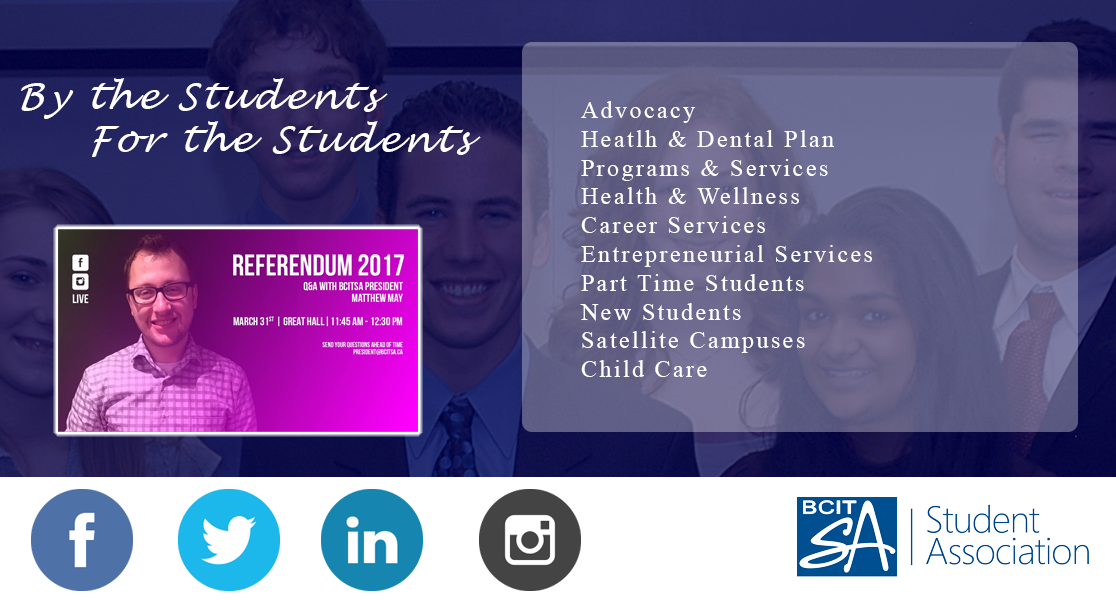 By the Students
For the Students
LIVE
REFERENDUM 2017
Q&A WITH BCITSA PRESIDENT
MATTHEW MAY
MARCH 31ST | GREAT HALL | 11:45 AM - 12:30 PM
SEND YOUR QUESTIONS AHEAD OF TIME
PRESIDENT@BCITSA.CA
Advocacy
Heatlh & Dental Plan
Programs & Services
Health & Wellness
Career Services
Entrepreneurial Services
Part Time Students
New Students
Satellite Campuses
Child Care
f
in
BCIT
SA
Student
Association